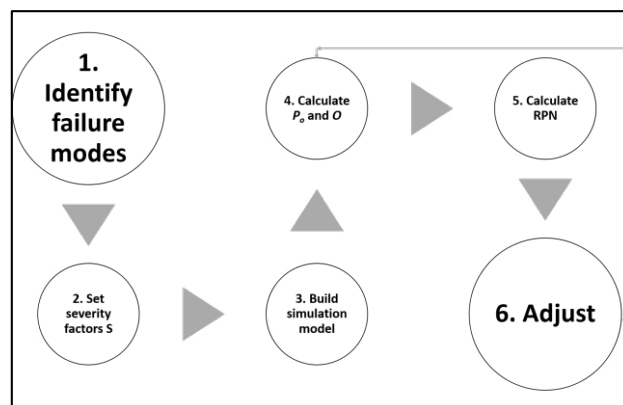 1.
Identify
failure
modes
2. Set
severity
factors S
3. Build
simulation
model
4. Calculate
Pₒ and O
5. Calculate
RPN
6. Adjust